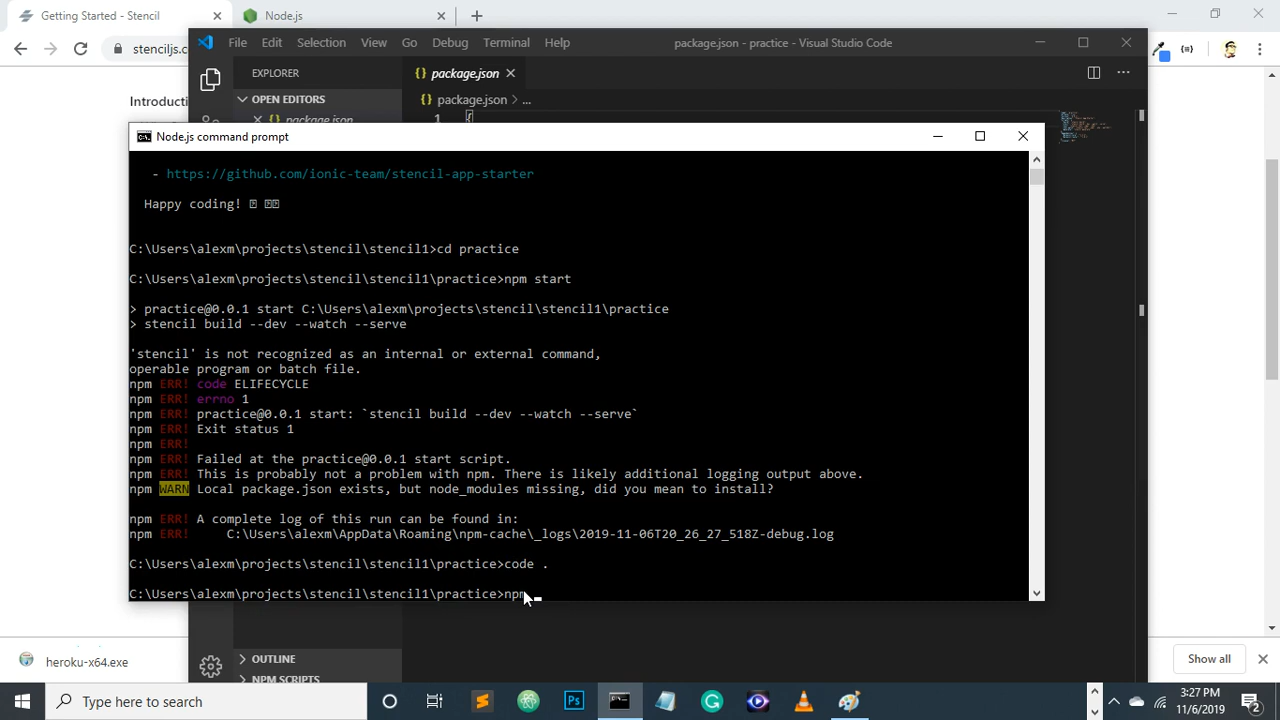 Getting Started - Stencil
Node.js
stenciljs.c
Introducti
File Edit Selection View Go Debug Terminal Help
package.json - practice - Visual Studio Code
EXPLORER
OPEN EDITORS
package.json
package.json
package.json > ...
1 {
Node.js command prompt
- https://github.com/ionic-team/stencil-app-starter
Happy coding!
C:\Users\alexm\projects\stencil\stencil1>cd practice
C:\Users\alexm\projects\stencil\stencil1\practice>npm start
> practice@0.0.1 start C:\Users\alexm\projects\stencil\stencil1\practice
> stencil build --dev --watch --serve
'stencil' is not recognized as an internal or external command,
operable program or batch file.
npm ERR! code ELIFECYCLE
npm ERR! errno 1
npm ERR! practice@0.0.1 start: `stencil build --dev --watch --serve`
npm ERR! Exit status 1
npm ERR!
npm ERR! Failed at the practice@0.0.1 start script.
npm ERR! This is probably not a problem with npm. There is likely additional logging output above.
npm WARN Local package.json exists, but node_modules missing, did you mean to install?
npm ERR! A complete log of this run can be found in:
npm ERR! C:\Users\alexm\AppData\Roaming\npm-cache\_logs\2019-11-06T20_26_27_518Z-debug.log
C:\Users\alexm\projects\stencil\stencil1\practice>code .
C:\Users\alexm\projects\stencil\stencil1\practice>npm
OUTLINE
NPM SCRIPTS
heroku-x64.exe
Show all
Type here to search
3:27 PM
11/6/2019
2